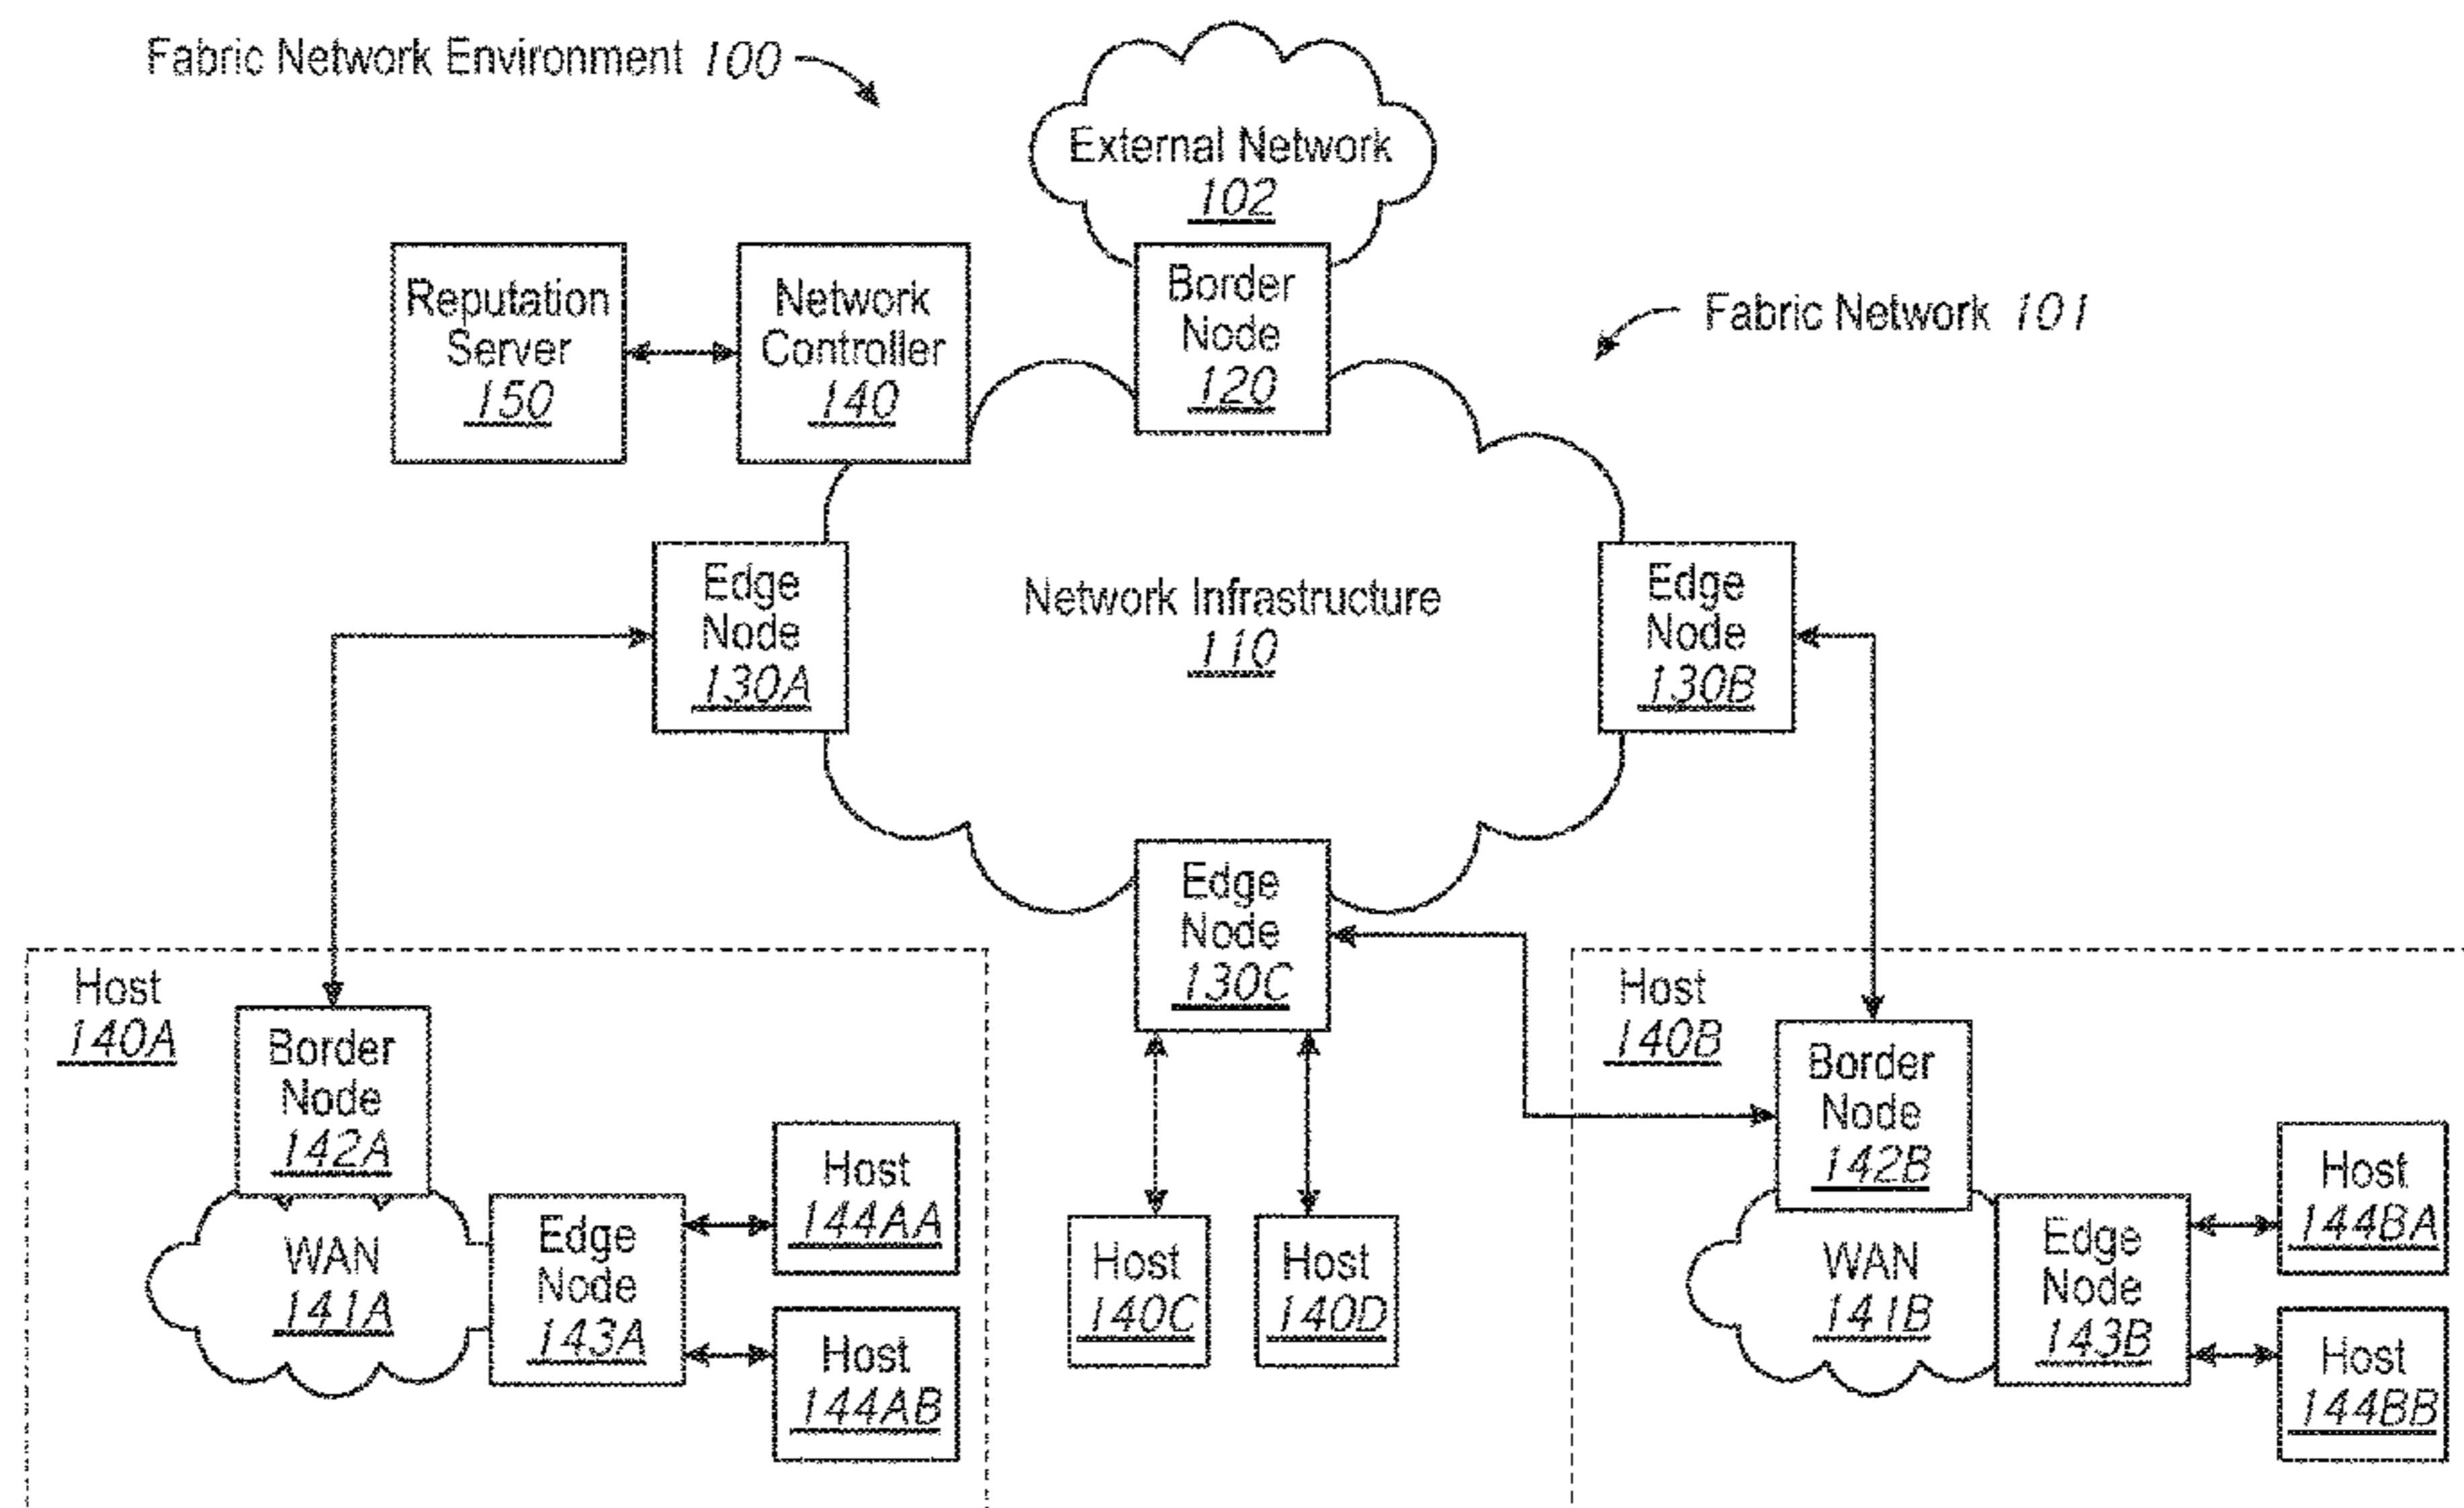 Fabric Network Environment 100
External Network
102
Reputation
Server
150
Network
Controller
140
Border
Node
120
Fabric Network 101
Edge
Node
130A
Network Infrastructure
110
Edge
Node
130B
Edge
Node
130C
Host
140A
Border
Node
142A
WAN
141A
Edge
Node
143A
Host
144AA
Host
144AB
Host
140C
Host
140D
Host
140B
Border
Node
142B
WAN
141B
Edge
Node
143B
Host
144BA
Host
144BB